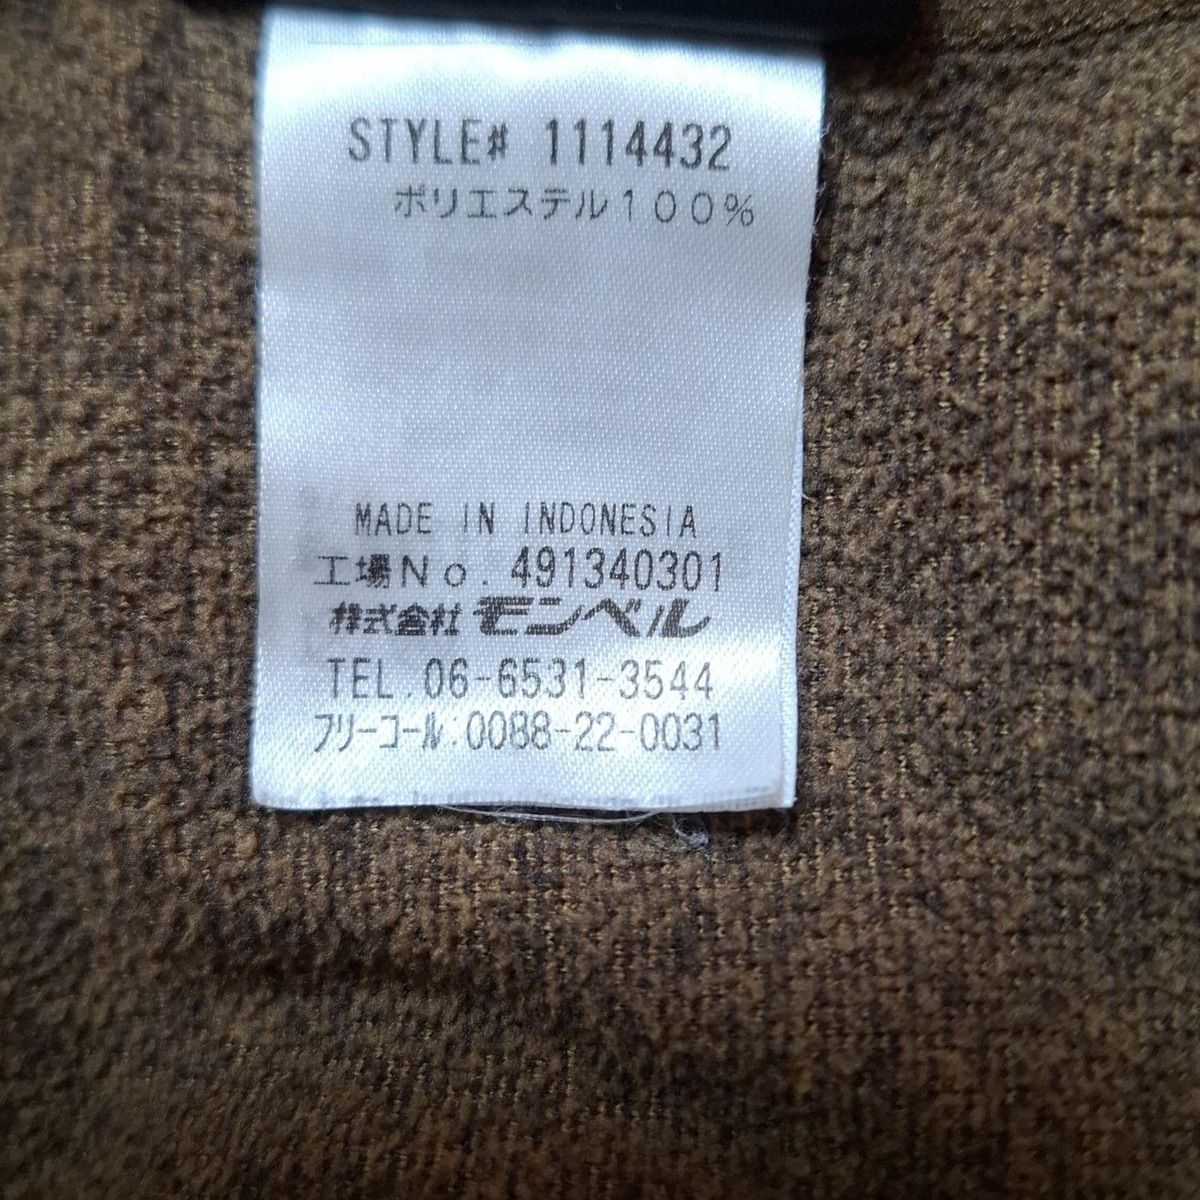 STYLE# 1114432
ポリエステル100%
MADE IN INDONESIA
工場No. 491340301
株式会社 モンベル
TEL. 06-6531-3544
フリーコール:0088-22-0031